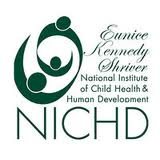 Eunice
Kennedy
Shriver
National Institute
of Child Health &
Human Development
NICHD